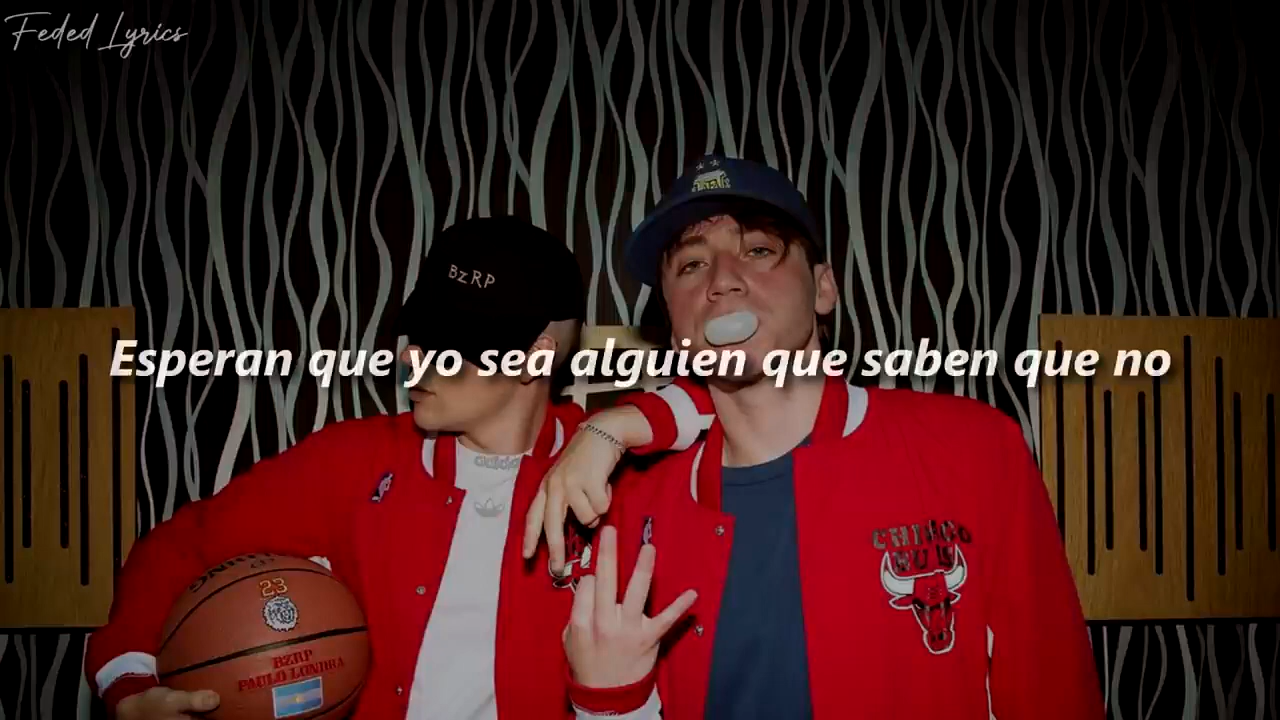 Feded Lyrics
BZRP
Esperan que yo sea alguien que saben que no
adidas
CHICAGO
BULLS
23
BZRP
PAULO LONDRA